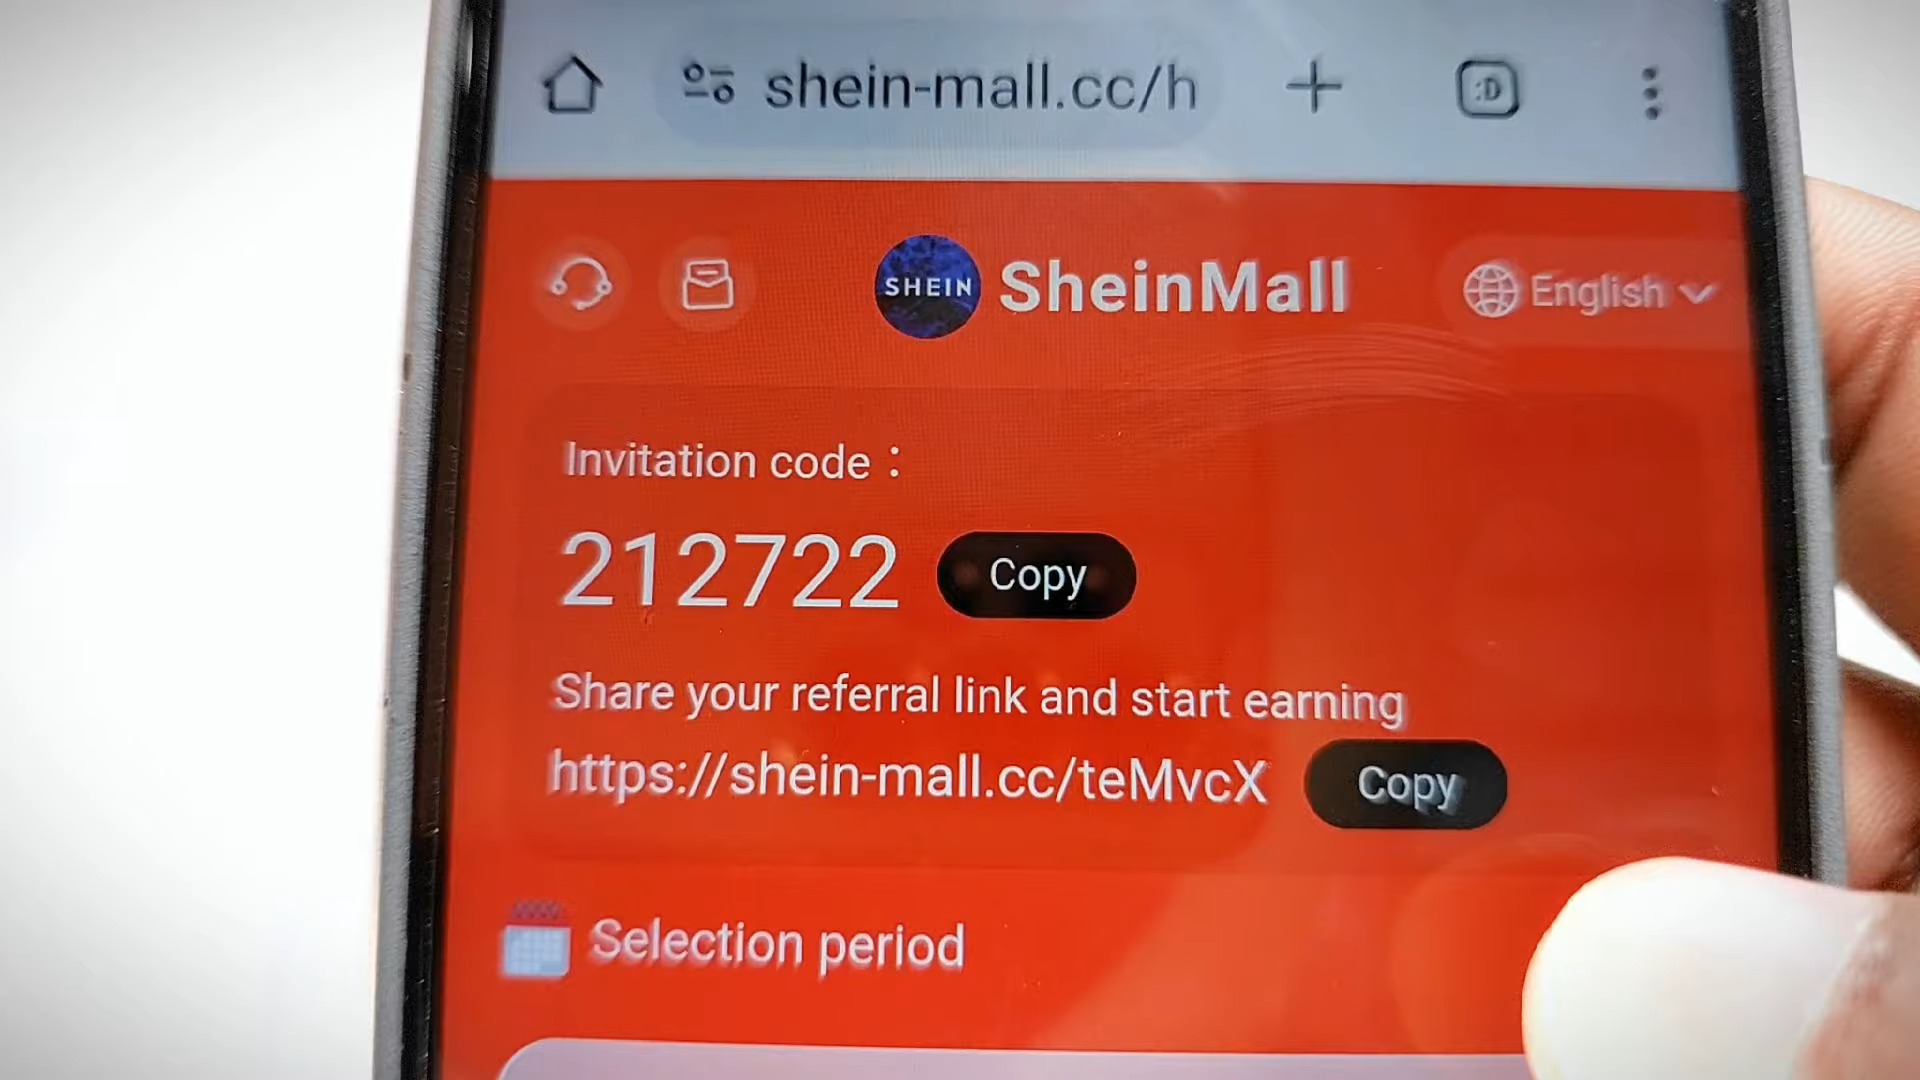 shein-mall.cc/h
:D
SHEIN
SheinMall
English
Invitation code：
212722
Copy
Share your referral link and start earning
https://shein-mall.cc/teMvcX
Copy
Selection period